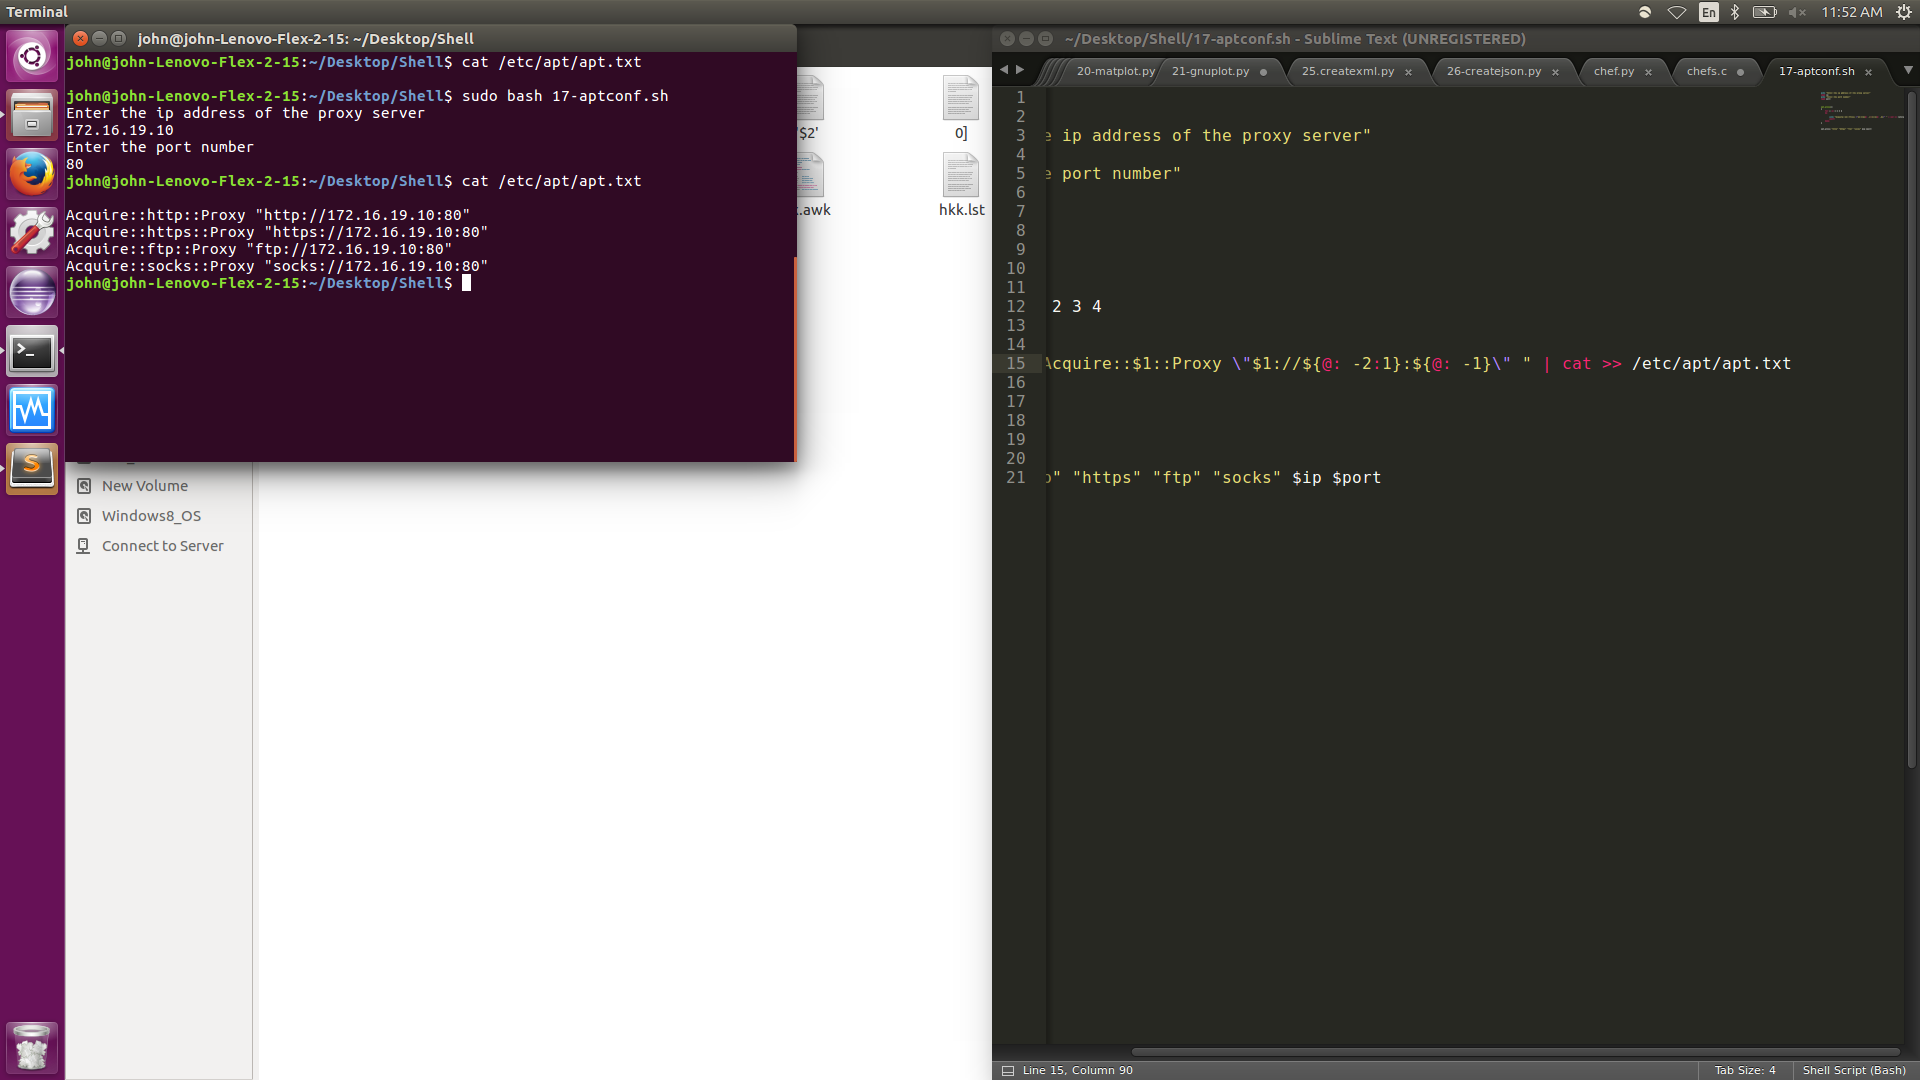 Terminal
En
11:52 AM
john@john-Lenovo-Flex-2-15: ~/Desktop/Shell
john@john-Lenovo-Flex-2-15:~/Desktop/Shell$ cat /etc/apt/apt.txt
john@john-Lenovo-Flex-2-15:~/Desktop/Shell$ sudo bash 17-aptconf.sh
Enter the ip address of the proxy server
172.16.19.10
Enter the port number
80
john@john-Lenovo-Flex-2-15:~/Desktop/Shell$ cat /etc/apt/apt.txt
Acquire::http::Proxy "http://172.16.19.10:80"
Acquire::https::Proxy "https://172.16.19.10:80"
Acquire::ftp::Proxy "ftp://172.16.19.10:80"
Acquire::socks::Proxy "socks://172.16.19.10:80"
john@john-Lenovo-Flex-2-15:~/Desktop/Shell$
'$2'
0]
.awk
hkk.lst
New Volume
Windows8_OS
Connect to Server
~/Desktop/Shell/17-aptconf.sh - Sublime Text (UNREGISTERED)
20-matplot.py
21-gnuplot.py
25.createxml.py
26-createjson.py
chef.py
chefs.c
17-aptconf.sh
1
2
3 e ip address of the proxy server"
4
5 e port number"
6
7
8
9
10
11
12 2 3 4
13
14
15 Acquire::$1::Proxy \"$1://${@: -2:1}:${@: -1}\" " | cat >> /etc/apt/apt.txt
16
17
18
19
20
21 p" "https" "ftp" "socks" $ip $port
Line 15, Column 90
Tab Size: 4
Shell Script (Bash)